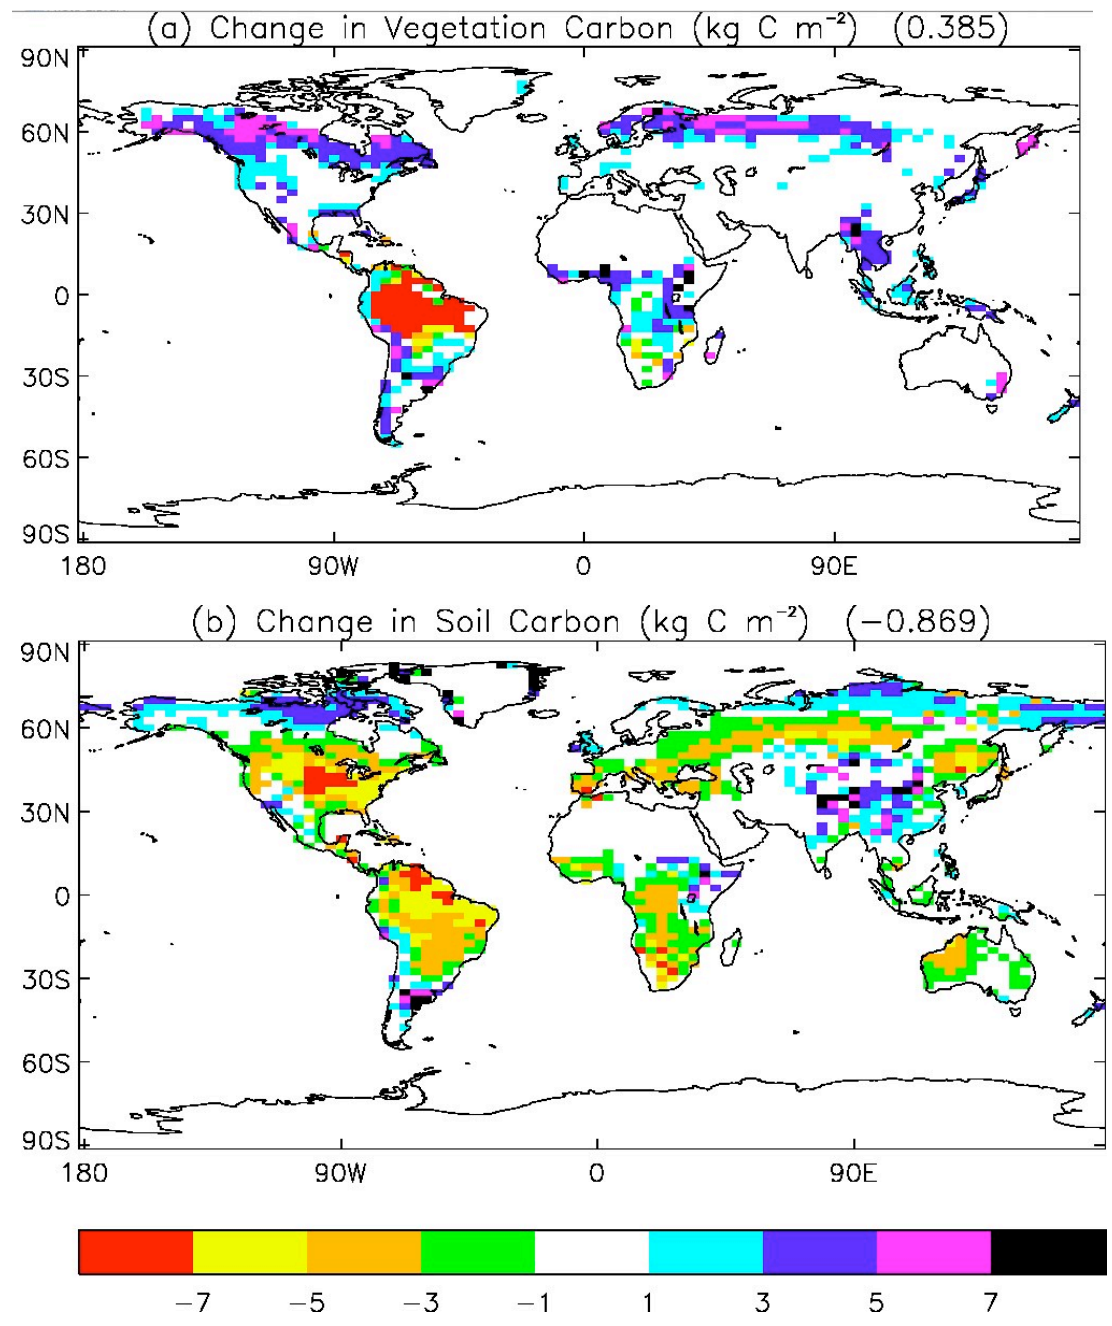 (a) Change in Vegetation Carbon (kg C m⁻²) (0.385)
90N
60N
30N
0
30S
60S
90S
180 90W 0 90E
(b) Change in Soil Carbon (kg C m⁻²) (−0.869)
90N
60N
30N
0
30S
60S
90S
180 90W 0 90E
−7 −5 −3 −1 1 3 5 7